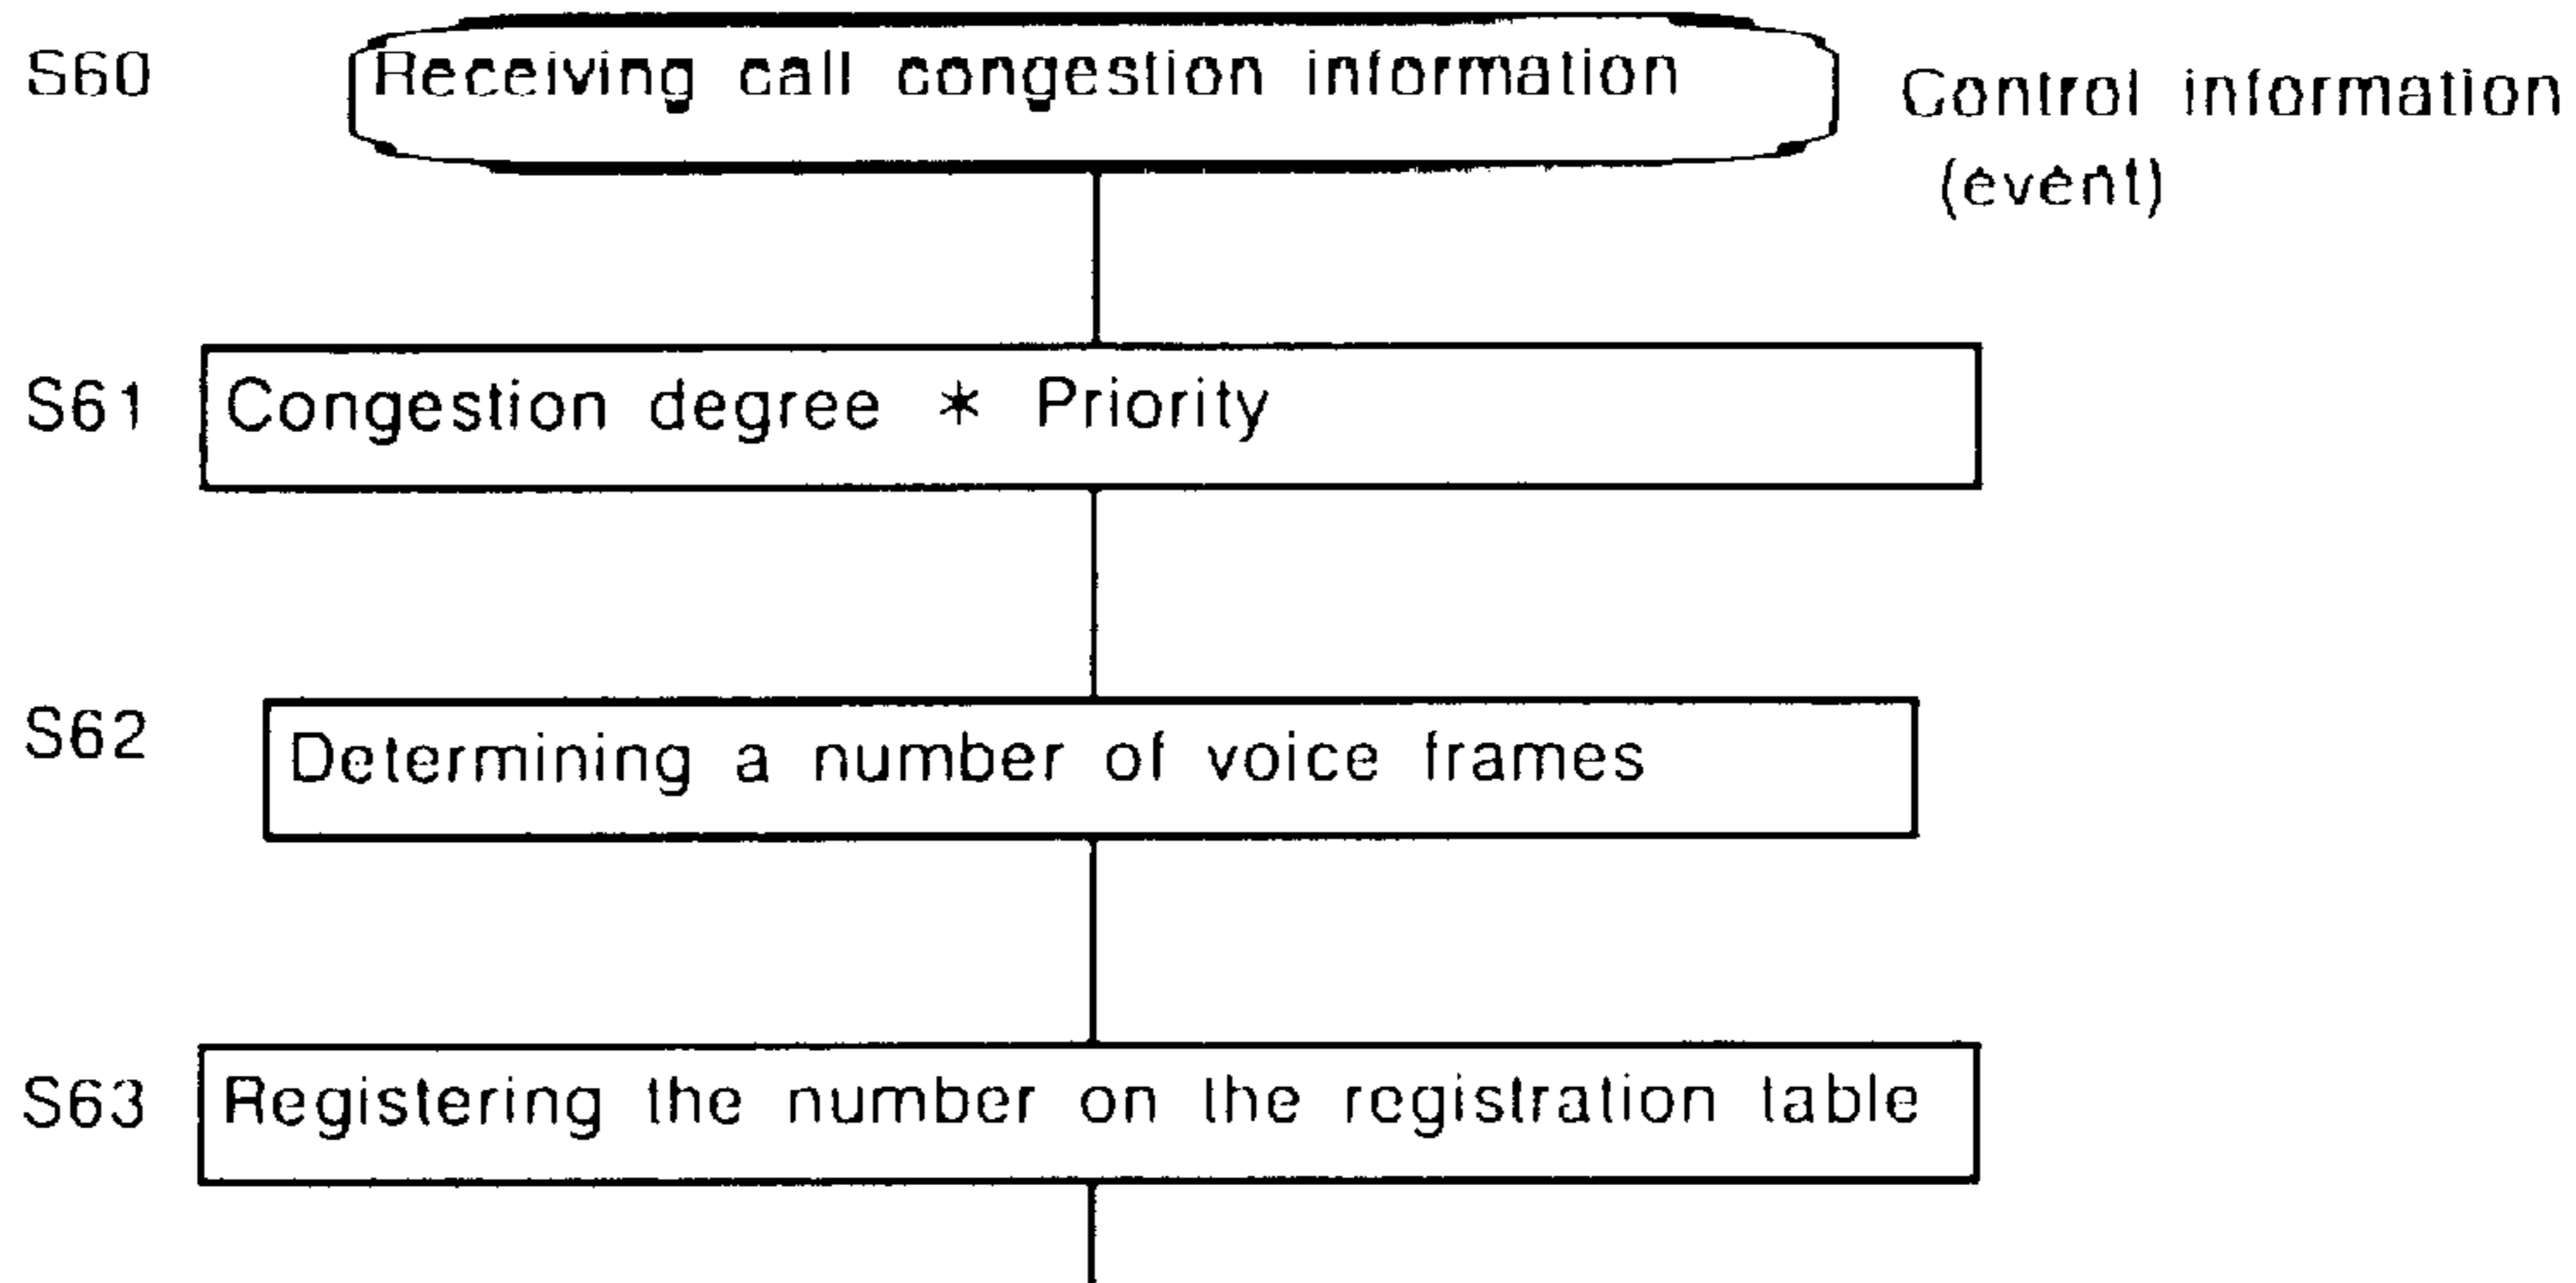 S60
Receiving call congestion information
Control information
(event)
S61
Congestion degree * Priority
S62
Determining a number of voice frames
S63
Registering the number on the registration table